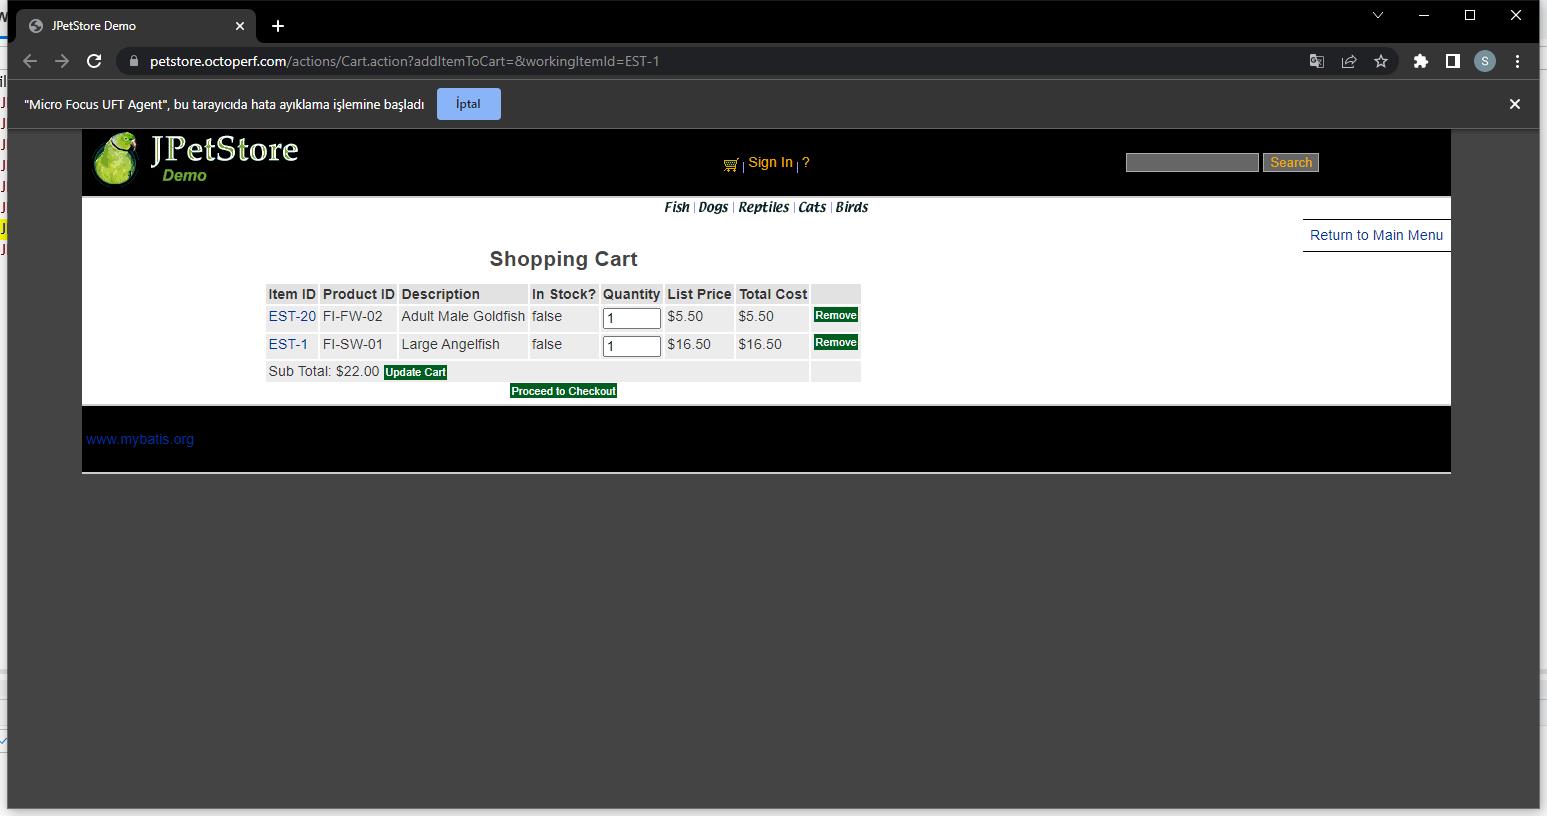 JPetStore Demo
petstore.octoperf.com/actions/Cart.action?addItemToCart=&workingItemId=EST-1
S
"Micro Focus UFT Agent", bu tarayıcıda hata ayıklama işlemine başladı İptal
JPetStore
Demo
Sign In ? Search
Fish | Dogs | Reptiles | Cats | Birds
Return to Main Menu
Shopping Cart
Item ID Product ID Description In Stock? Quantity List Price Total Cost
EST-20 FI-FW-02 Adult Male Goldfish false 1 $5.50 $5.50 Remove
EST-1 FI-SW-01 Large Angelfish false 1 $16.50 $16.50 Remove
Sub Total: $22.00 Update Cart
Proceed to Checkout
www.mybatis.org